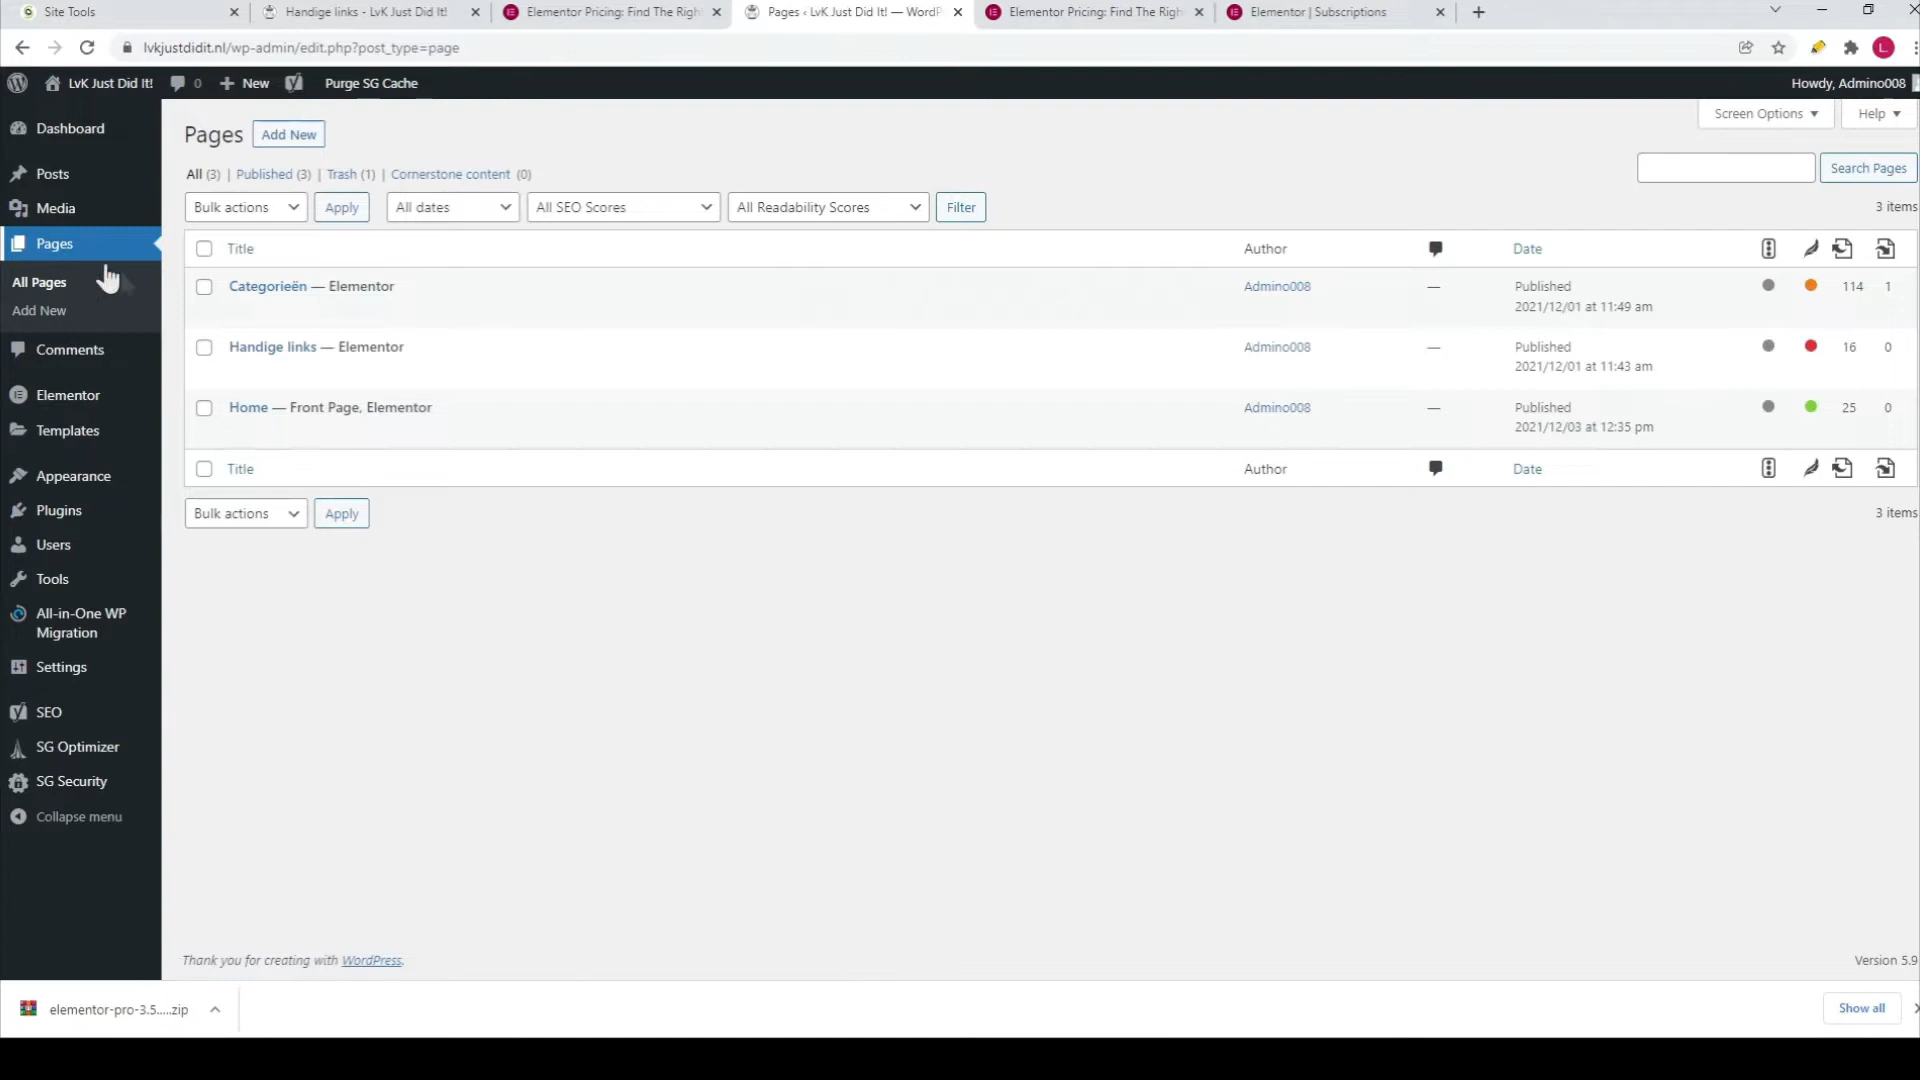 Site Tools
Handige links - LvK Just Did It!
Elementor Pricing: Find The Righ
Pages ‹ LvK Just Did It! — WordP
Elementor Pricing: Find The Righ
Elementor | Subscriptions
lvkjustdidit.nl/wp-admin/edit.php?post_type=page
L
LvK Just Did It!
0
New
Purge SG Cache
Howdy, Admino008
Dashboard
Posts
Media
Pages
All Pages
Add New
Comments
Elementor
Templates
Appearance
Plugins
Users
Tools
All-in-One WP
Migration
Settings
SEO
SG Optimizer
SG Security
Collapse menu
Screen Options
Help
Pages
Add New
All (3) | Published (3) | Trash (1) | Cornerstone content (0)
Search Pages
Bulk actions
Apply
All dates
All SEO Scores
All Readability Scores
Filter
3 items
Title
Author
Date
Categorieën — Elementor
Admino008
—
Published
2021/12/01 at 11:49 am
114
1
Handige links — Elementor
Admino008
—
Published
2021/12/01 at 11:43 am
16
0
Home — Front Page, Elementor
Admino008
—
Published
2021/12/03 at 12:35 pm
25
0
Title
Author
Date
Bulk actions
Apply
3 items
Thank you for creating with WordPress.
Version 5.9
elementor-pro-3.5.....zip
Show all